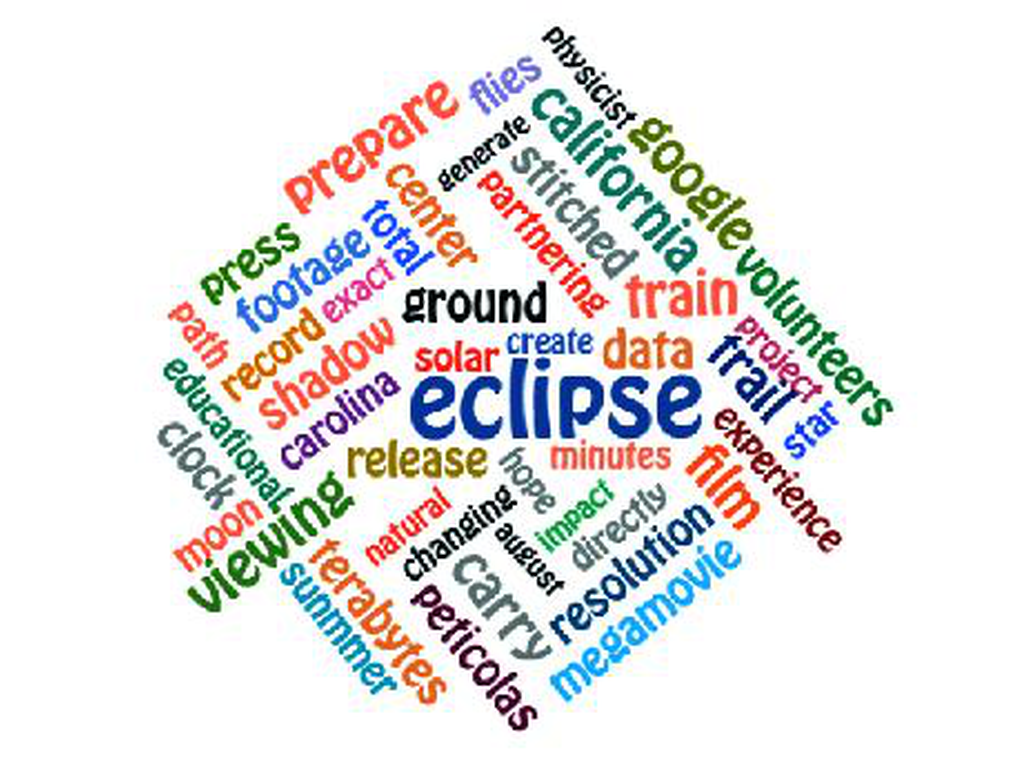 physicist
flies
prepare
california
google
generate
stitched
center
partnering
total
press
footage
volunteers
exact
train
ground
path
record
project
create
data
solar
trail
shadow
educational
eclipse
carolina
star
experience
clock
release
minutes
hope
film
viewing
moon
natural
changing
impact
directly
august
resolution
terabytes
carry
sunmmer
peticolas
megamovie